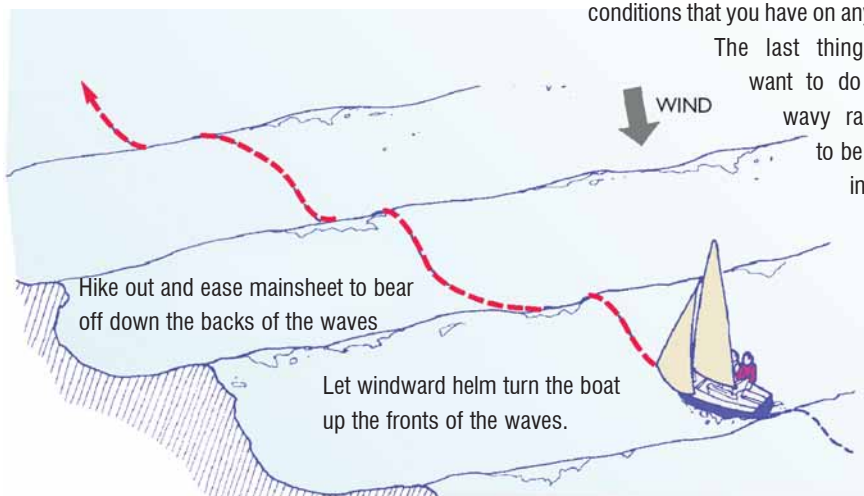 conditions that you have on
The last thing
want to do
wavy
to be
in
WIND
Hike out and ease mainsheet to bear
off down the backs of the waves
Let windward helm turn the boat
up the fronts of the waves.